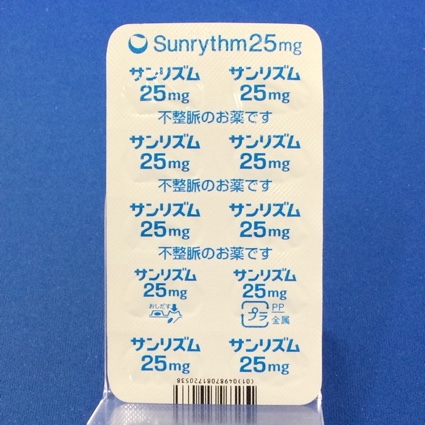 Sunrythm25mg
サンリズム サンリズム
25mg 25mg
不整脈のお薬です
サンリズム サンリズム
25mg 25mg
不整脈のお薬です
サンリズム サンリズム
25mg 25mg
不整脈のお薬です
サンリズム サンリズム
25mg 25mg
おしだす プラ PP
金属
サンリズム サンリズム
25mg 25mg
(01)04987081720538